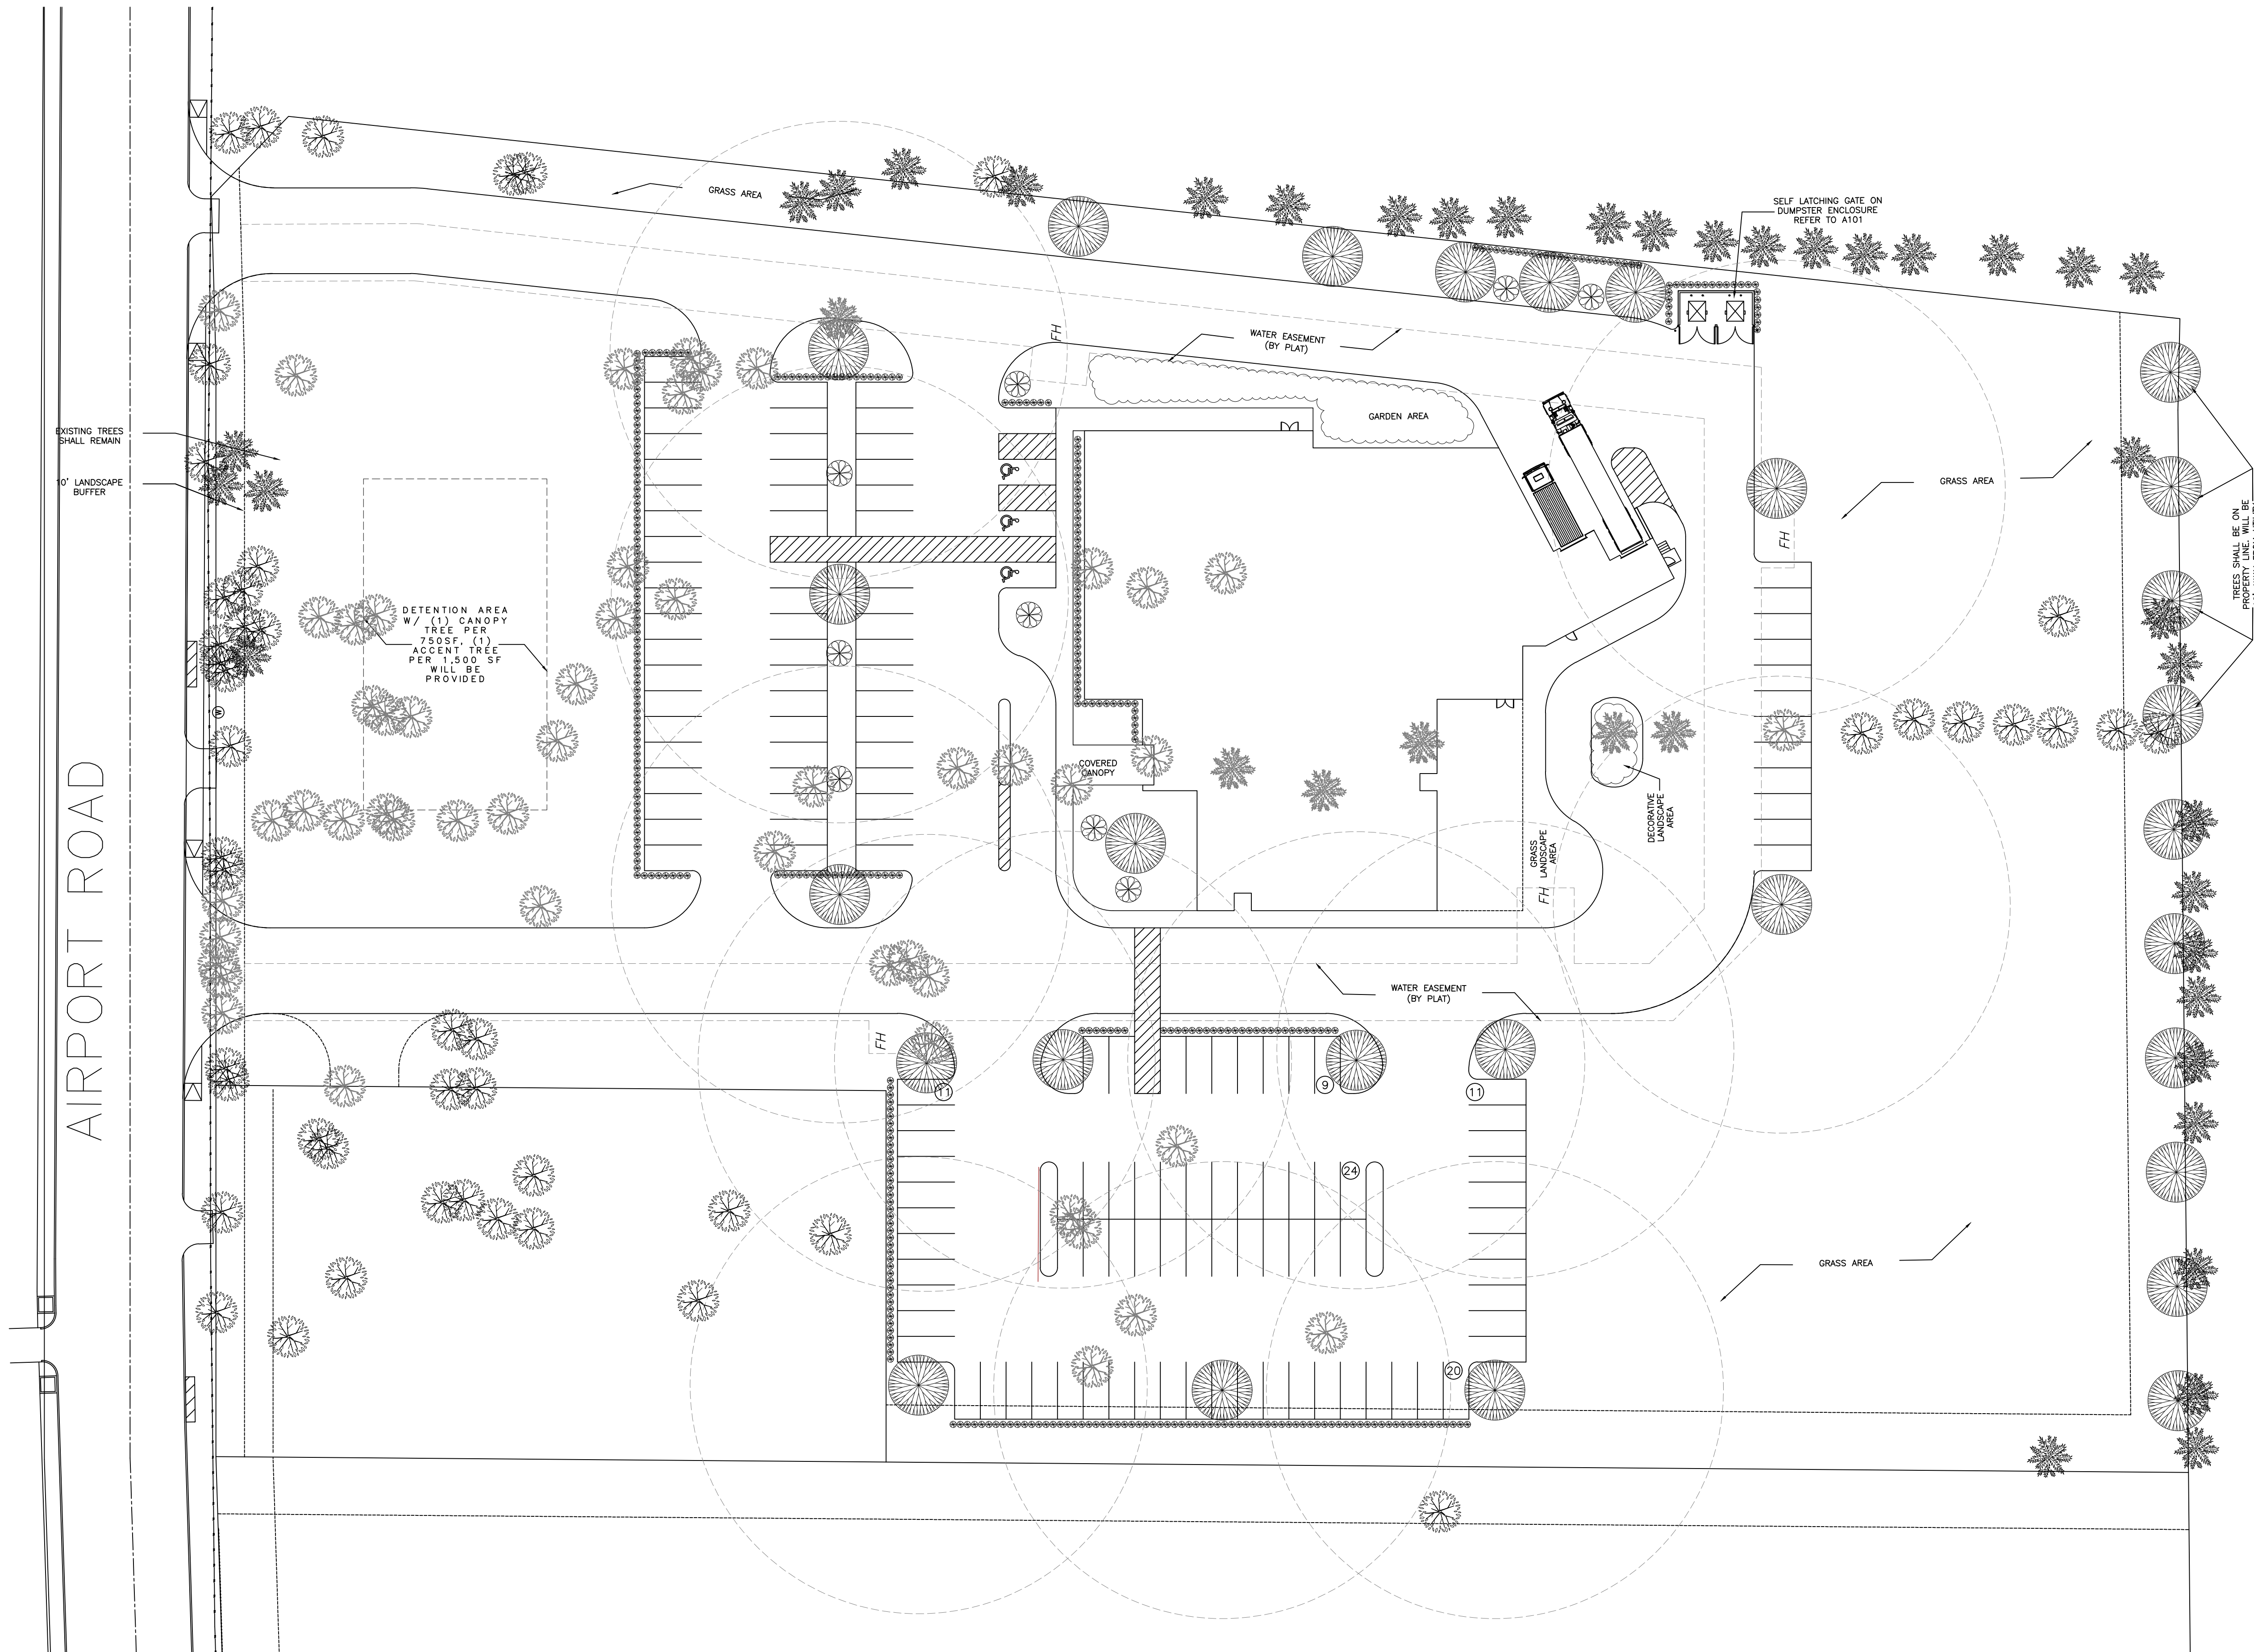 SELF LATCHING GATE ON
DUMPSTER ENCLOSURE
REFER TO A101
GRASS AREA
FH
WATER EASEMENT
(BY PLAT)
GARDEN AREA
EXISTING TREES
SHALL REMAIN
10' LANDSCAPE
BUFFER
GRASS AREA
TREES SHALL BE ON
PROPERTY LINE. WILL BE
FH
DETENTION AREA
W/ (1) CANOPY
TREE PER
750SF, (1)
ACCENT TREE
PER 1,500 SF
WILL BE
PROVIDED
W
COVERED
CANOPY
DECORATIVE
LANDSCAPE
AREA
GRASS
LANDSCAPE
AREA
FH
AIRPORT ROAD
WATER EASEMENT
(BY PLAT)
FH
11
9
11
24
GRASS AREA
20